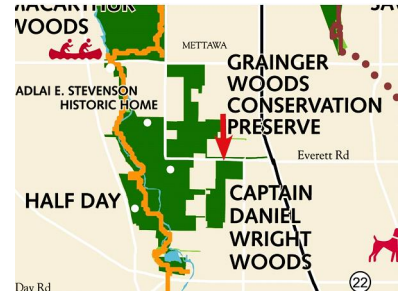 MACARTHUR
WOODS
METTAWA
GRAINGER
WOODS
CONSERVATION
PRESERVE
ADLAI E. STEVENSON
HISTORIC HOME
Everett Rd
HALF DAY
CAPTAIN
DANIEL
WRIGHT
WOODS
Day Rd
22